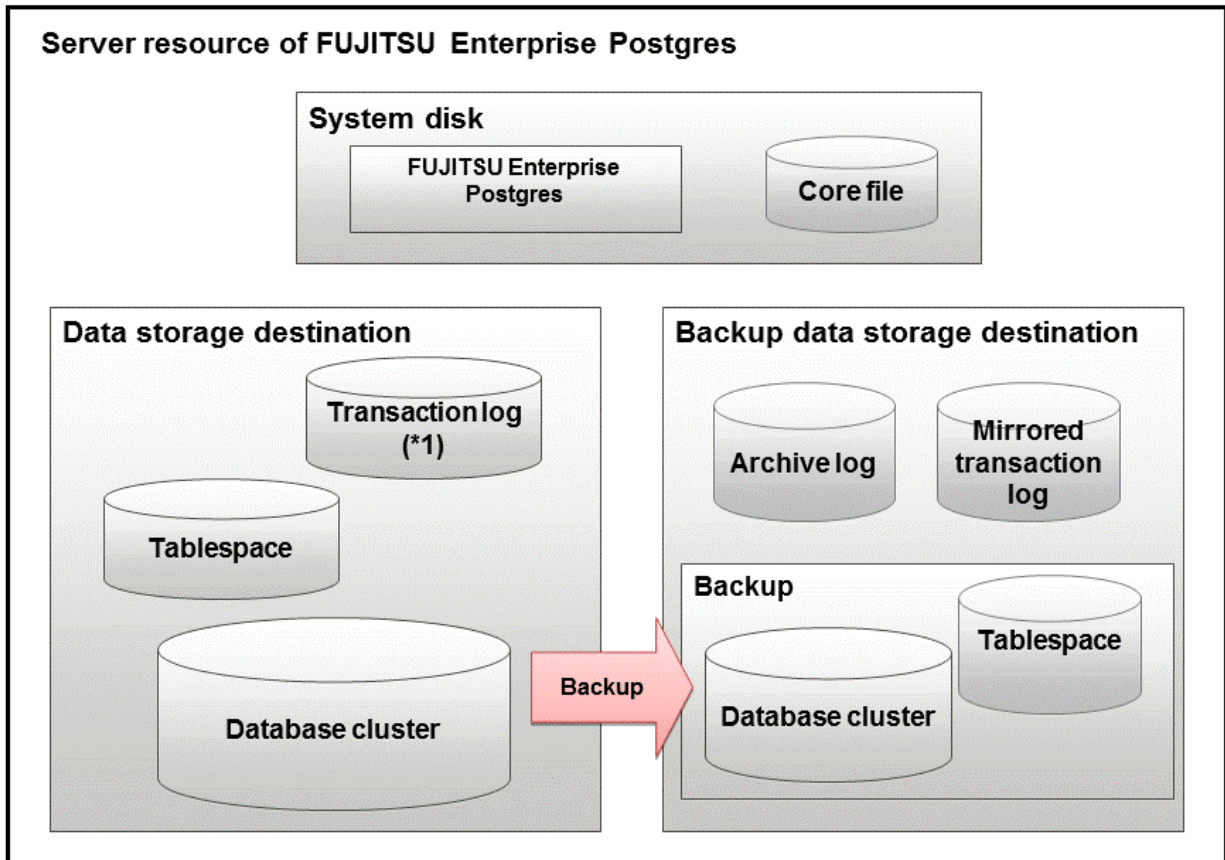 Server resource of FUJITSU Enterprise Postgres
System disk
FUJITSU Enterprise
Postgres
Core file
Data storage destination
Transaction log
(*1)
Tablespace
Database cluster
Backup
Backup data storage destination
Archive log
Mirrored
transaction
log
Backup
Tablespace
Database cluster